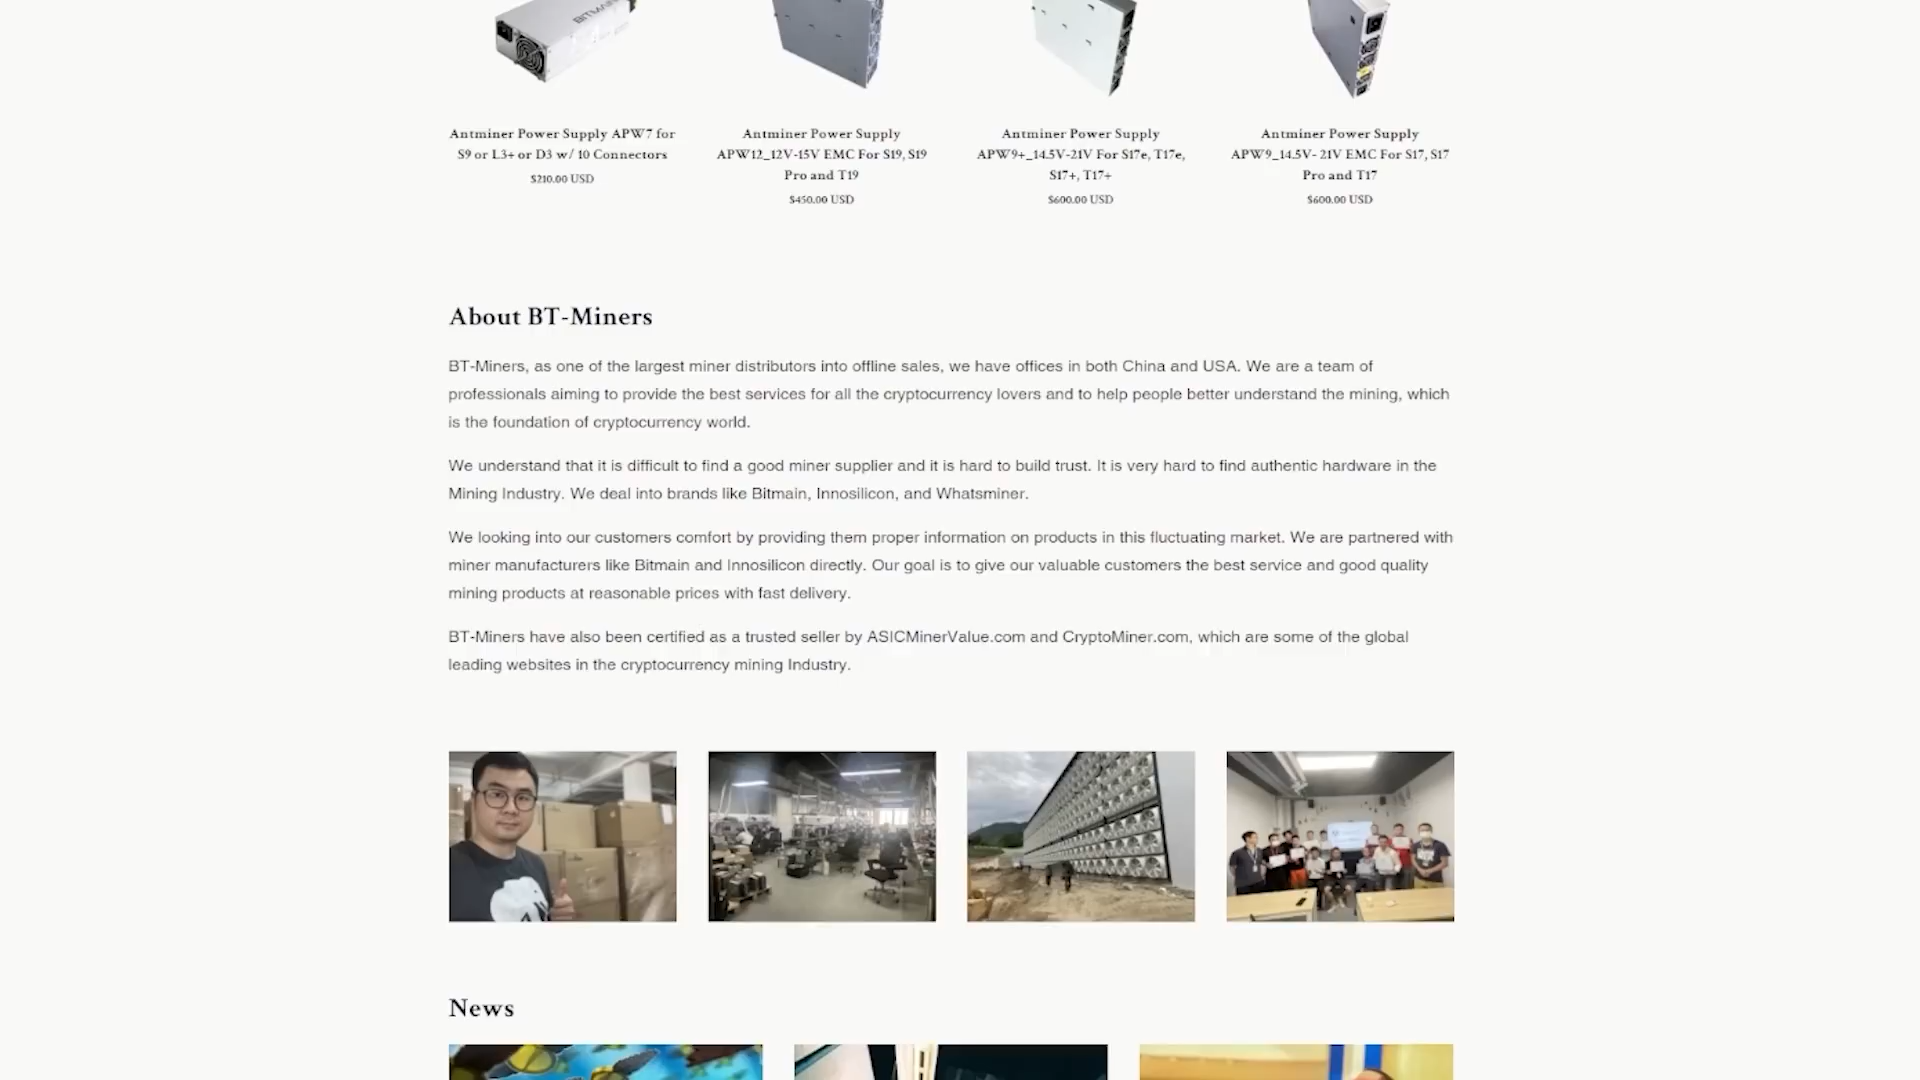 BITMAIN
Antminer Power Supply APW7 for
S9 or L3+ or D3 w/ 10 Connectors
$210.00 USD
Antminer Power Supply
APW12_12V-15V EMC For S19, S19
Pro and T19
$450.00 USD
Antminer Power Supply
APW9+_14.5V-21V For S17e, T17e,
S17+, T17+
$600.00 USD
Antminer Power Supply
APW9_14.5V- 21V EMC For S17, S17
Pro and T17
$600.00 USD
About BT-Miners
BT-Miners, as one of the largest miner distributors into offline sales, we have offices in both China and USA. We are a team of
professionals aiming to provide the best services for all the cryptocurrency lovers and to help people better understand the mining, which
is the foundation of cryptocurrency world.
We understand that it is difficult to find a good miner supplier and it is hard to build trust. It is very hard to find authentic hardware in the
Mining Industry. We deal into brands like Bitmain, Innosilicon, and Whatsminer.
We looking into our customers comfort by providing them proper information on products in this fluctuating market. We are partnered with
miner manufacturers like Bitmain and Innosilicon directly. Our goal is to give our valuable customers the best service and good quality
mining products at reasonable prices with fast delivery.
BT-Miners have also been certified as a trusted seller by ASICMinerValue.com and CryptoMiner.com, which are some of the global
leading websites in the cryptocurrency mining Industry.
News